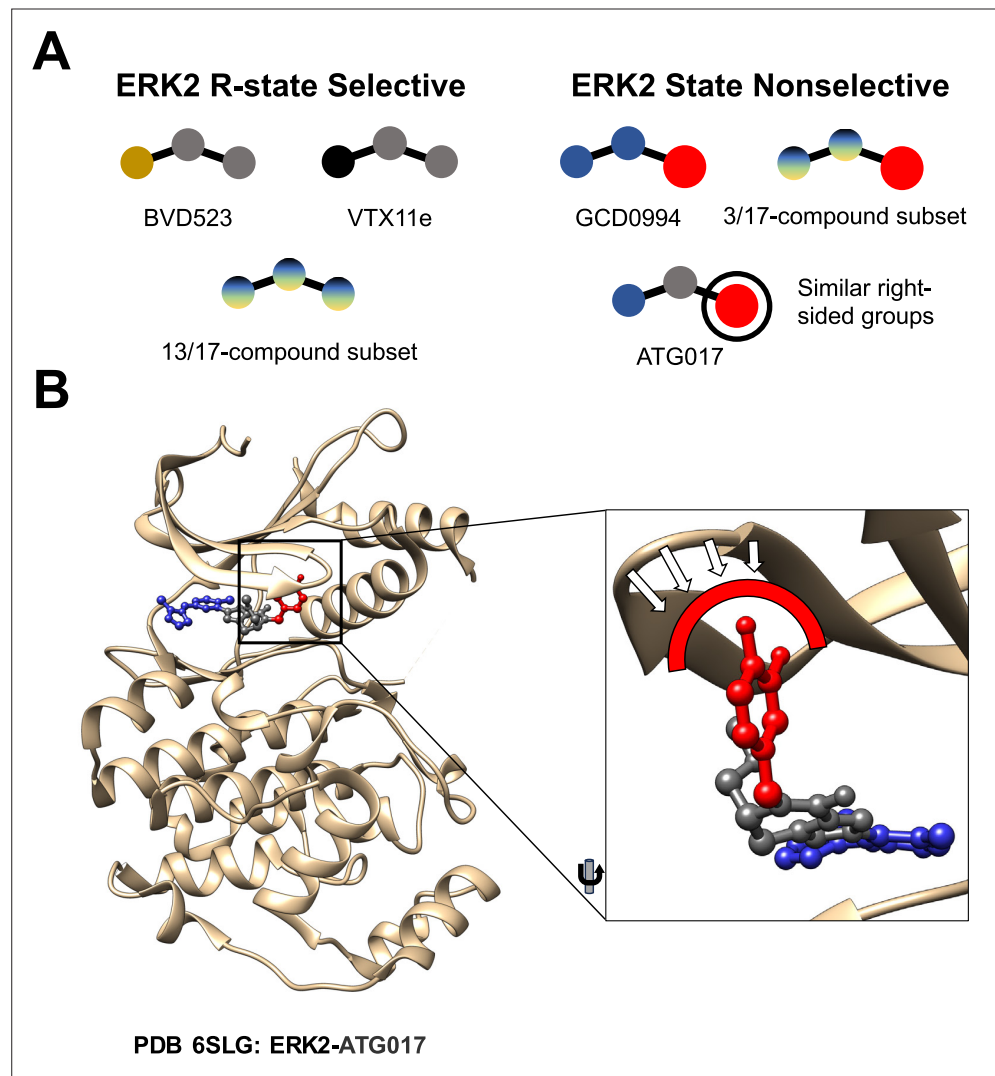 A
ERK2 R-state Selective
ERK2 State Nonselective
BVD523
VTX11e
GCD0994
3/17-compound subset
13/17-compound subset
ATG017
Similar right-
sided groups
B
PDB 6SLG: ERK2-ATG017